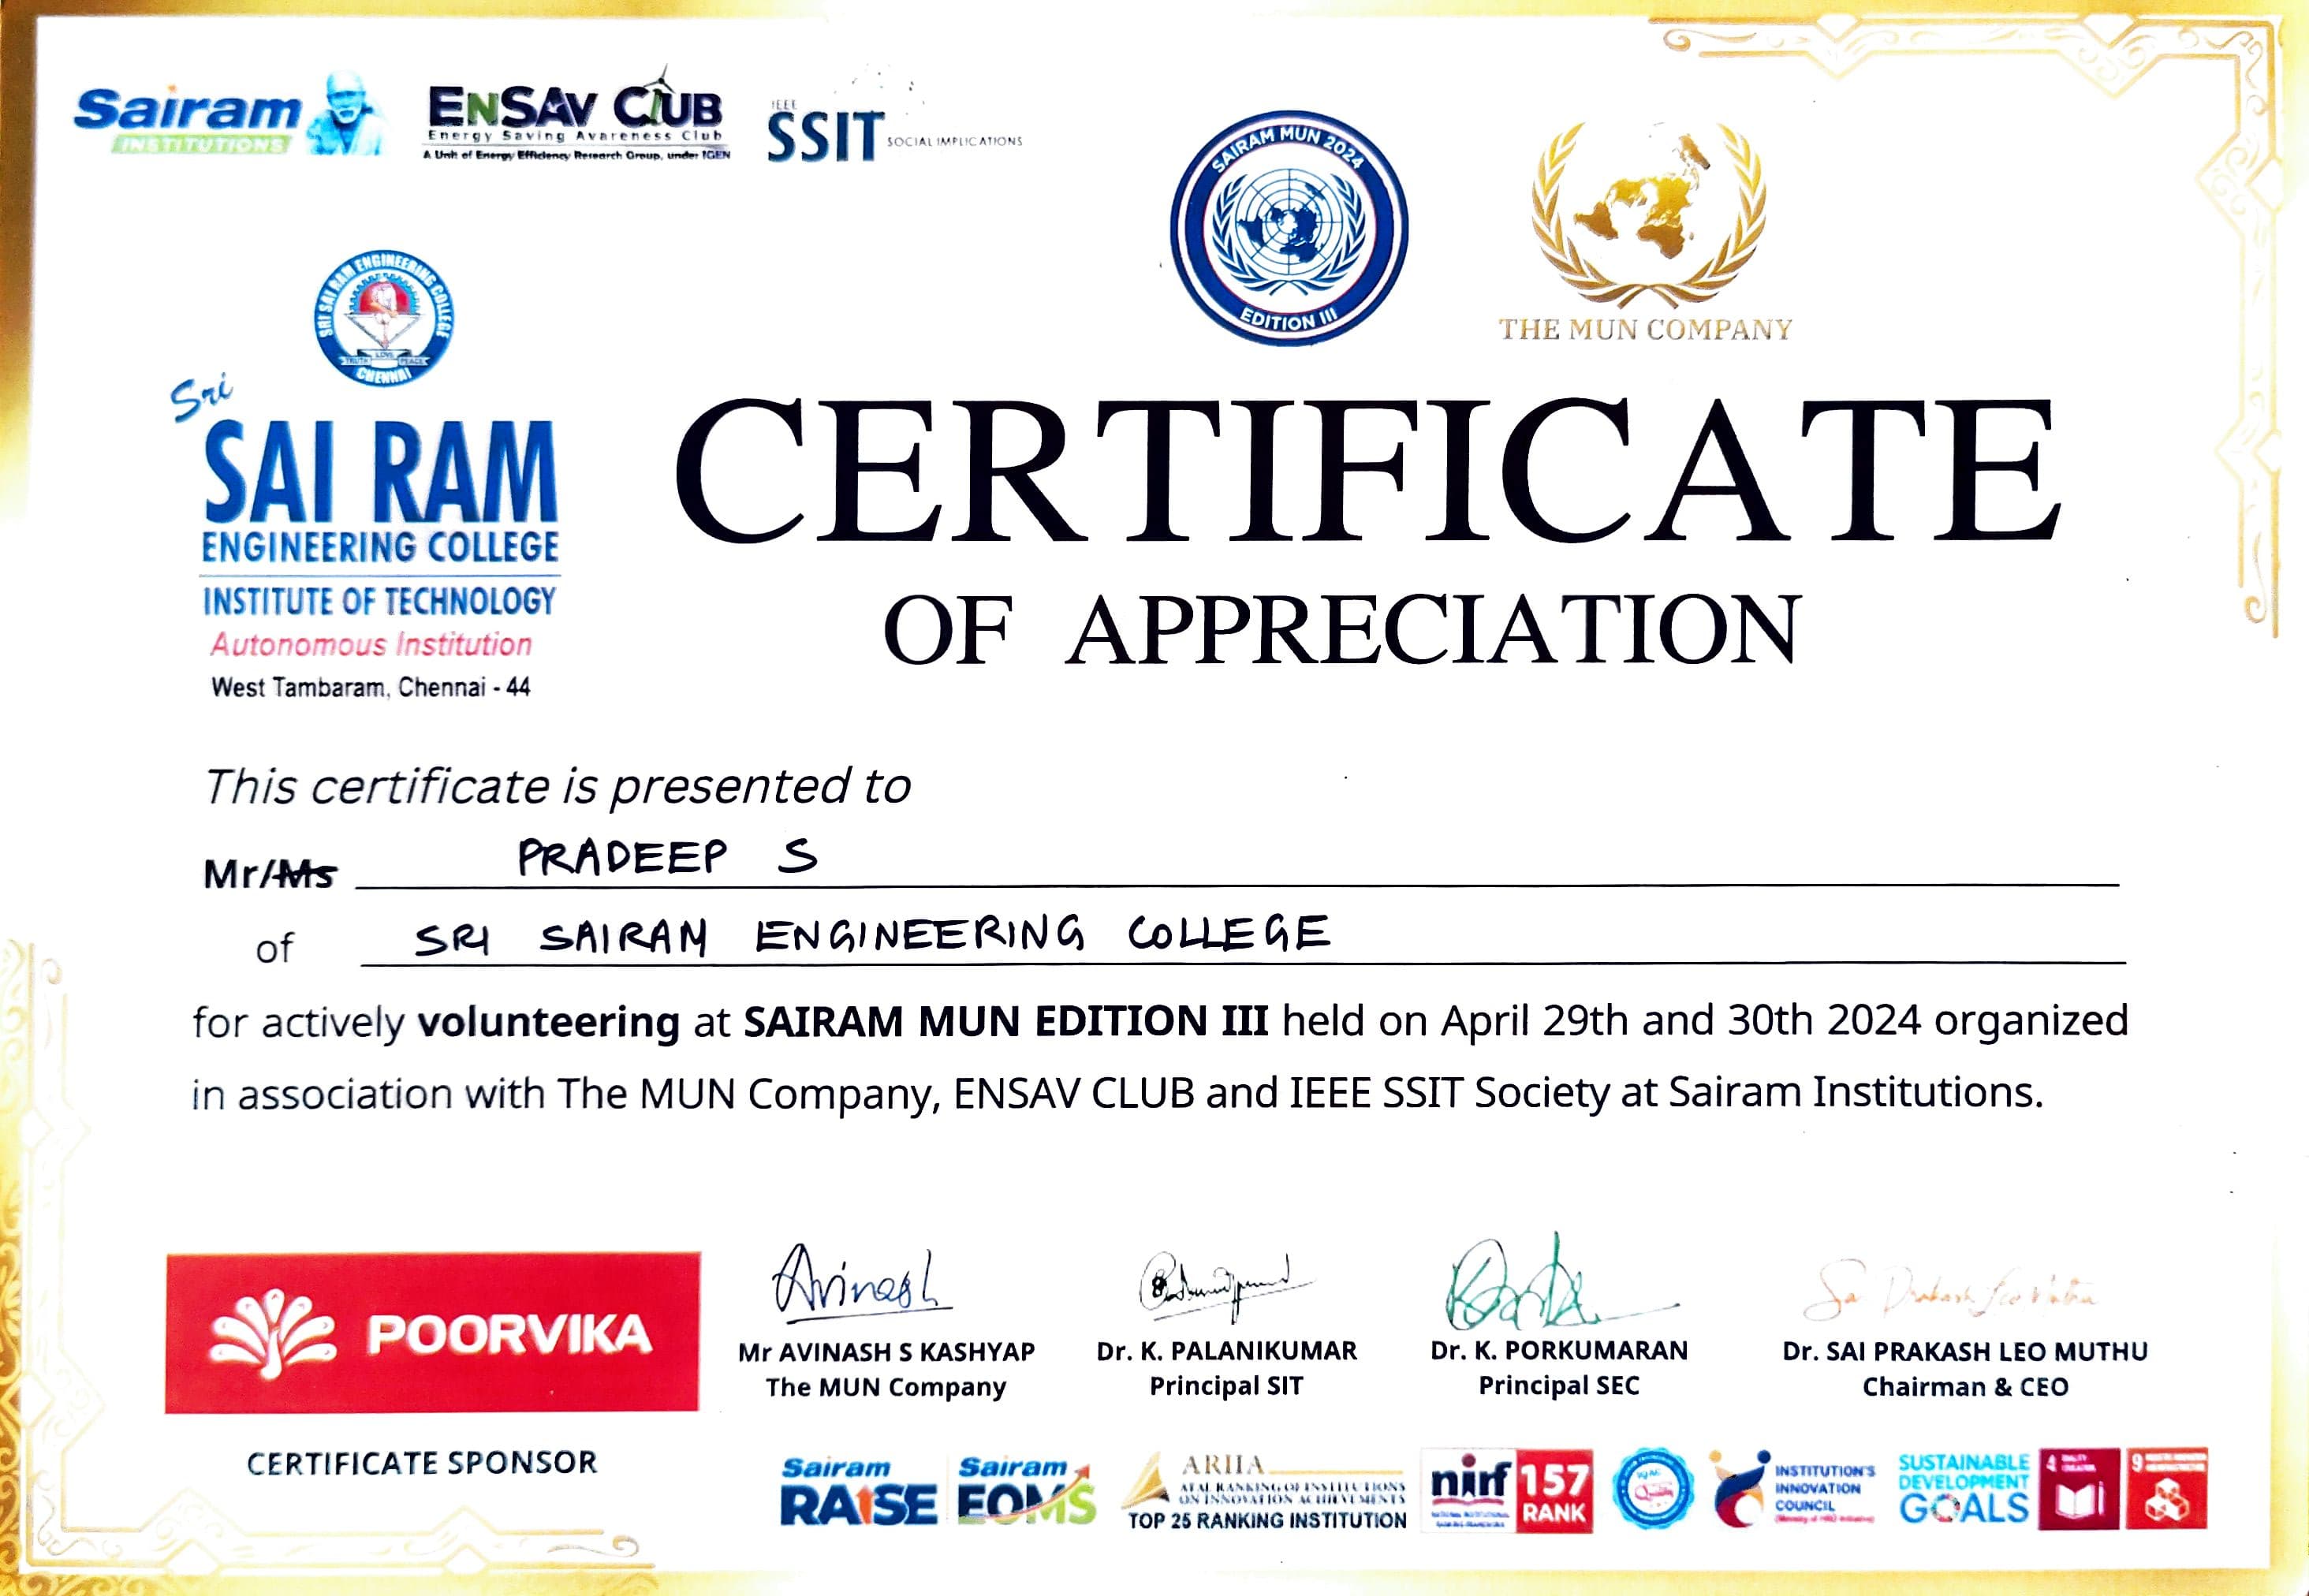 Sairam
INSTITUTIONS
ENSAV CLUB
Energy Saving Avareness Club
A Unit of Energy Efficiency Research Group, under IGEN
IEEE
SSIT SOCIAL IMPLICATIONS
SAIRAM MUN 2024
EDITION III
THE MUN COMPANY
SRI SAI RAM ENGINEERING COLLEGE
TRUTH LOVE PEACE
CHENNAI
Sri
SAI RAM
ENGINEERING COLLEGE
INSTITUTE OF TECHNOLOGY
Autonomous Institution
West Tambaram, Chennai - 44
CERTIFICATE
OF APPRECIATION
This certificate is presented to
Mr/Ms PRADEEP S
of SRI SAIRAM ENGINEERING COLLEGE
for actively volunteering at SAIRAM MUN EDITION III held on April 29th and 30th 2024 organized
in association with The MUN Company, ENSAV CLUB and IEEE SSIT Society at Sairam Institutions.
POORVIKA
CERTIFICATE SPONSOR
Avinash
Mr AVINASH S KASHYAP
The MUN Company
Dr. K. PALANIKUMAR
Principal SIT
Dr. K. PORKUMARAN
Principal SEC
Sai Prakash Leo Muthu
Dr. SAI PRAKASH LEO MUTHU
Chairman & CEO
Sairam
RAISE
Sairam
EOMS
ARIIA
ATAL RANKING OF INSTITUTIONS
ON INNOVATION ACHIEVEMENTS
TOP 25 RANKING INSTITUTION
nirf
157
RANK
INSTITUTION'S
INNOVATION
COUNCIL
SUSTAINABLE
DEVELOPMENT
GOALS
4 QUALITY
EDUCATION
9